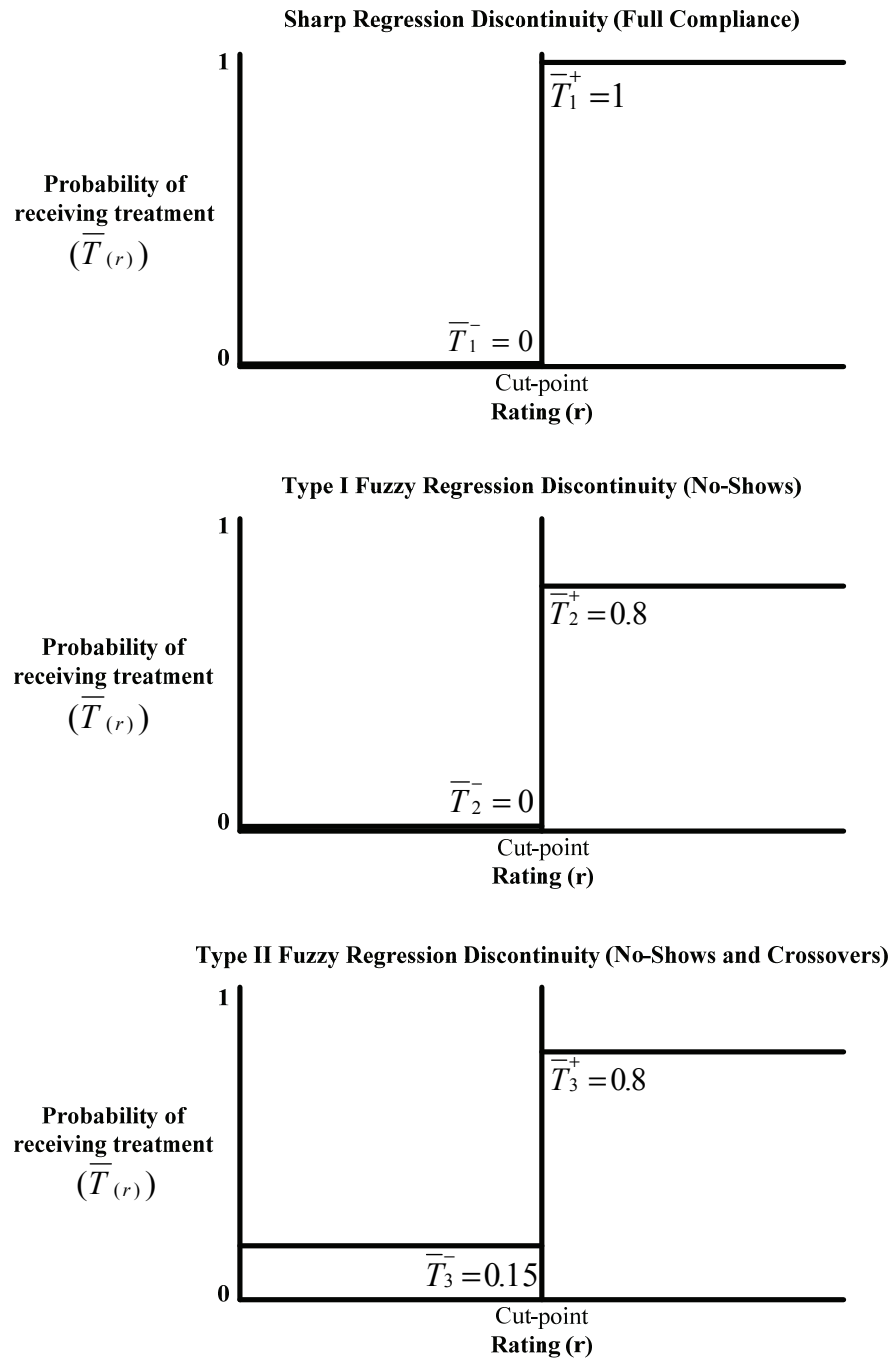 Sharp Regression Discontinuity (Full Compliance)
1
T̅₁⁺ = 1
Probability of
receiving treatment
(T̅ (r))
T̅₁⁻ = 0
0
Cut-point
Rating (r)
Type I Fuzzy Regression Discontinuity (No-Shows)
1
T̅₂⁺ = 0.8
Probability of
receiving treatment
(T̅ (r))
T̅₂⁻ = 0
0
Cut-point
Rating (r)
Type II Fuzzy Regression Discontinuity (No-Shows and Crossovers)
1
T̅₃⁺ = 0.8
Probability of
receiving treatment
(T̅ (r))
T̅₃⁻ = 0.15
0
Cut-point
Rating (r)